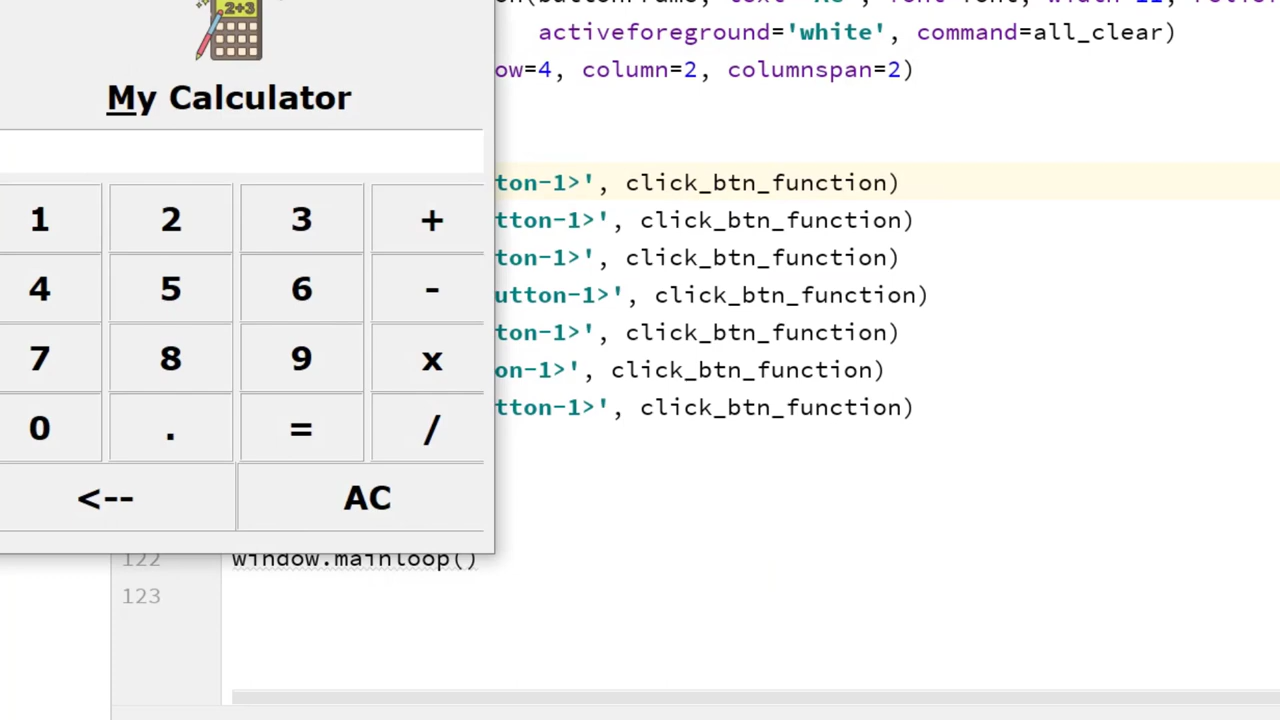 2+3
My Calculator
1 2 3 +
4 5 6 -
7 8 9 x
0 . = /
<-- AC
activeforeground='white', command=all_clear)
ow=4, column=2, columnspan=2)
ton-1>', click_btn_function)
tton-1>', click_btn_function)
ton-1>', click_btn_function)
utton-1>', click_btn_function)
ton-1>', click_btn_function)
on-1>', click_btn_function)
tton-1>', click_btn_function)
122 window.mainloop()
123